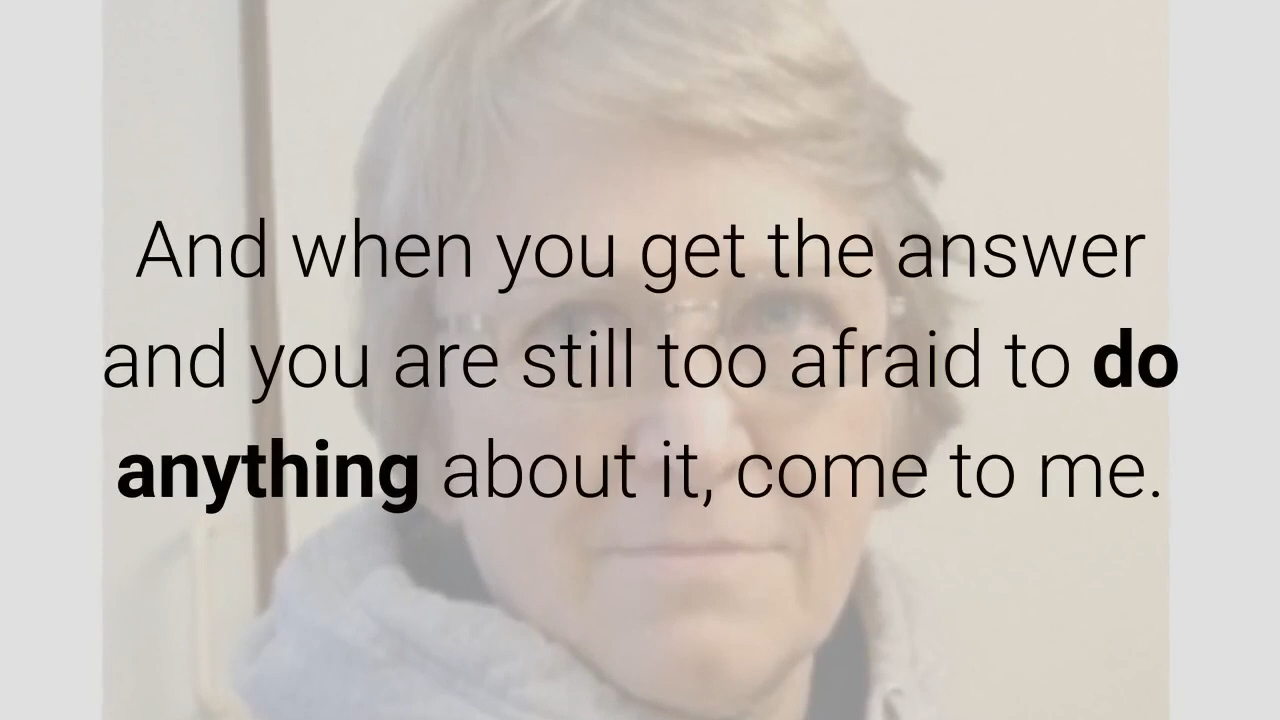 And when you get the answer
and you are still too afraid to do
anything about it, come to me.